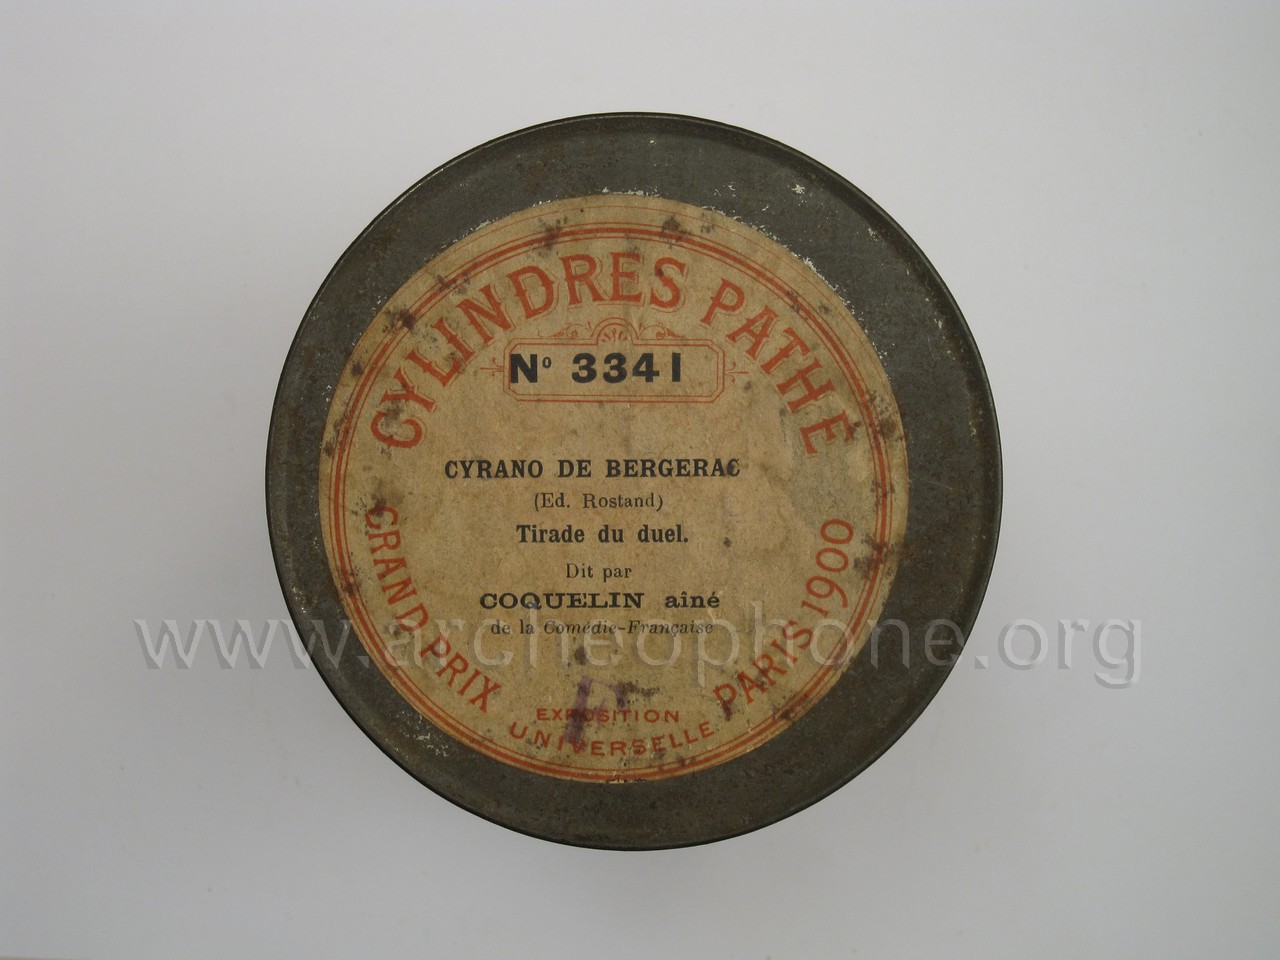 CYLINDRES PATHÉ
Nº 3341
CYRANO DE BERGERAC
(Ed. Rostand)
Tirade du duel.
Dit par
COQUELIN aîné
de la Comédie-Française
GRAND PRIX
EXPOSITION
UNIVERSELLE
PARIS 1900
www.archeophone.org